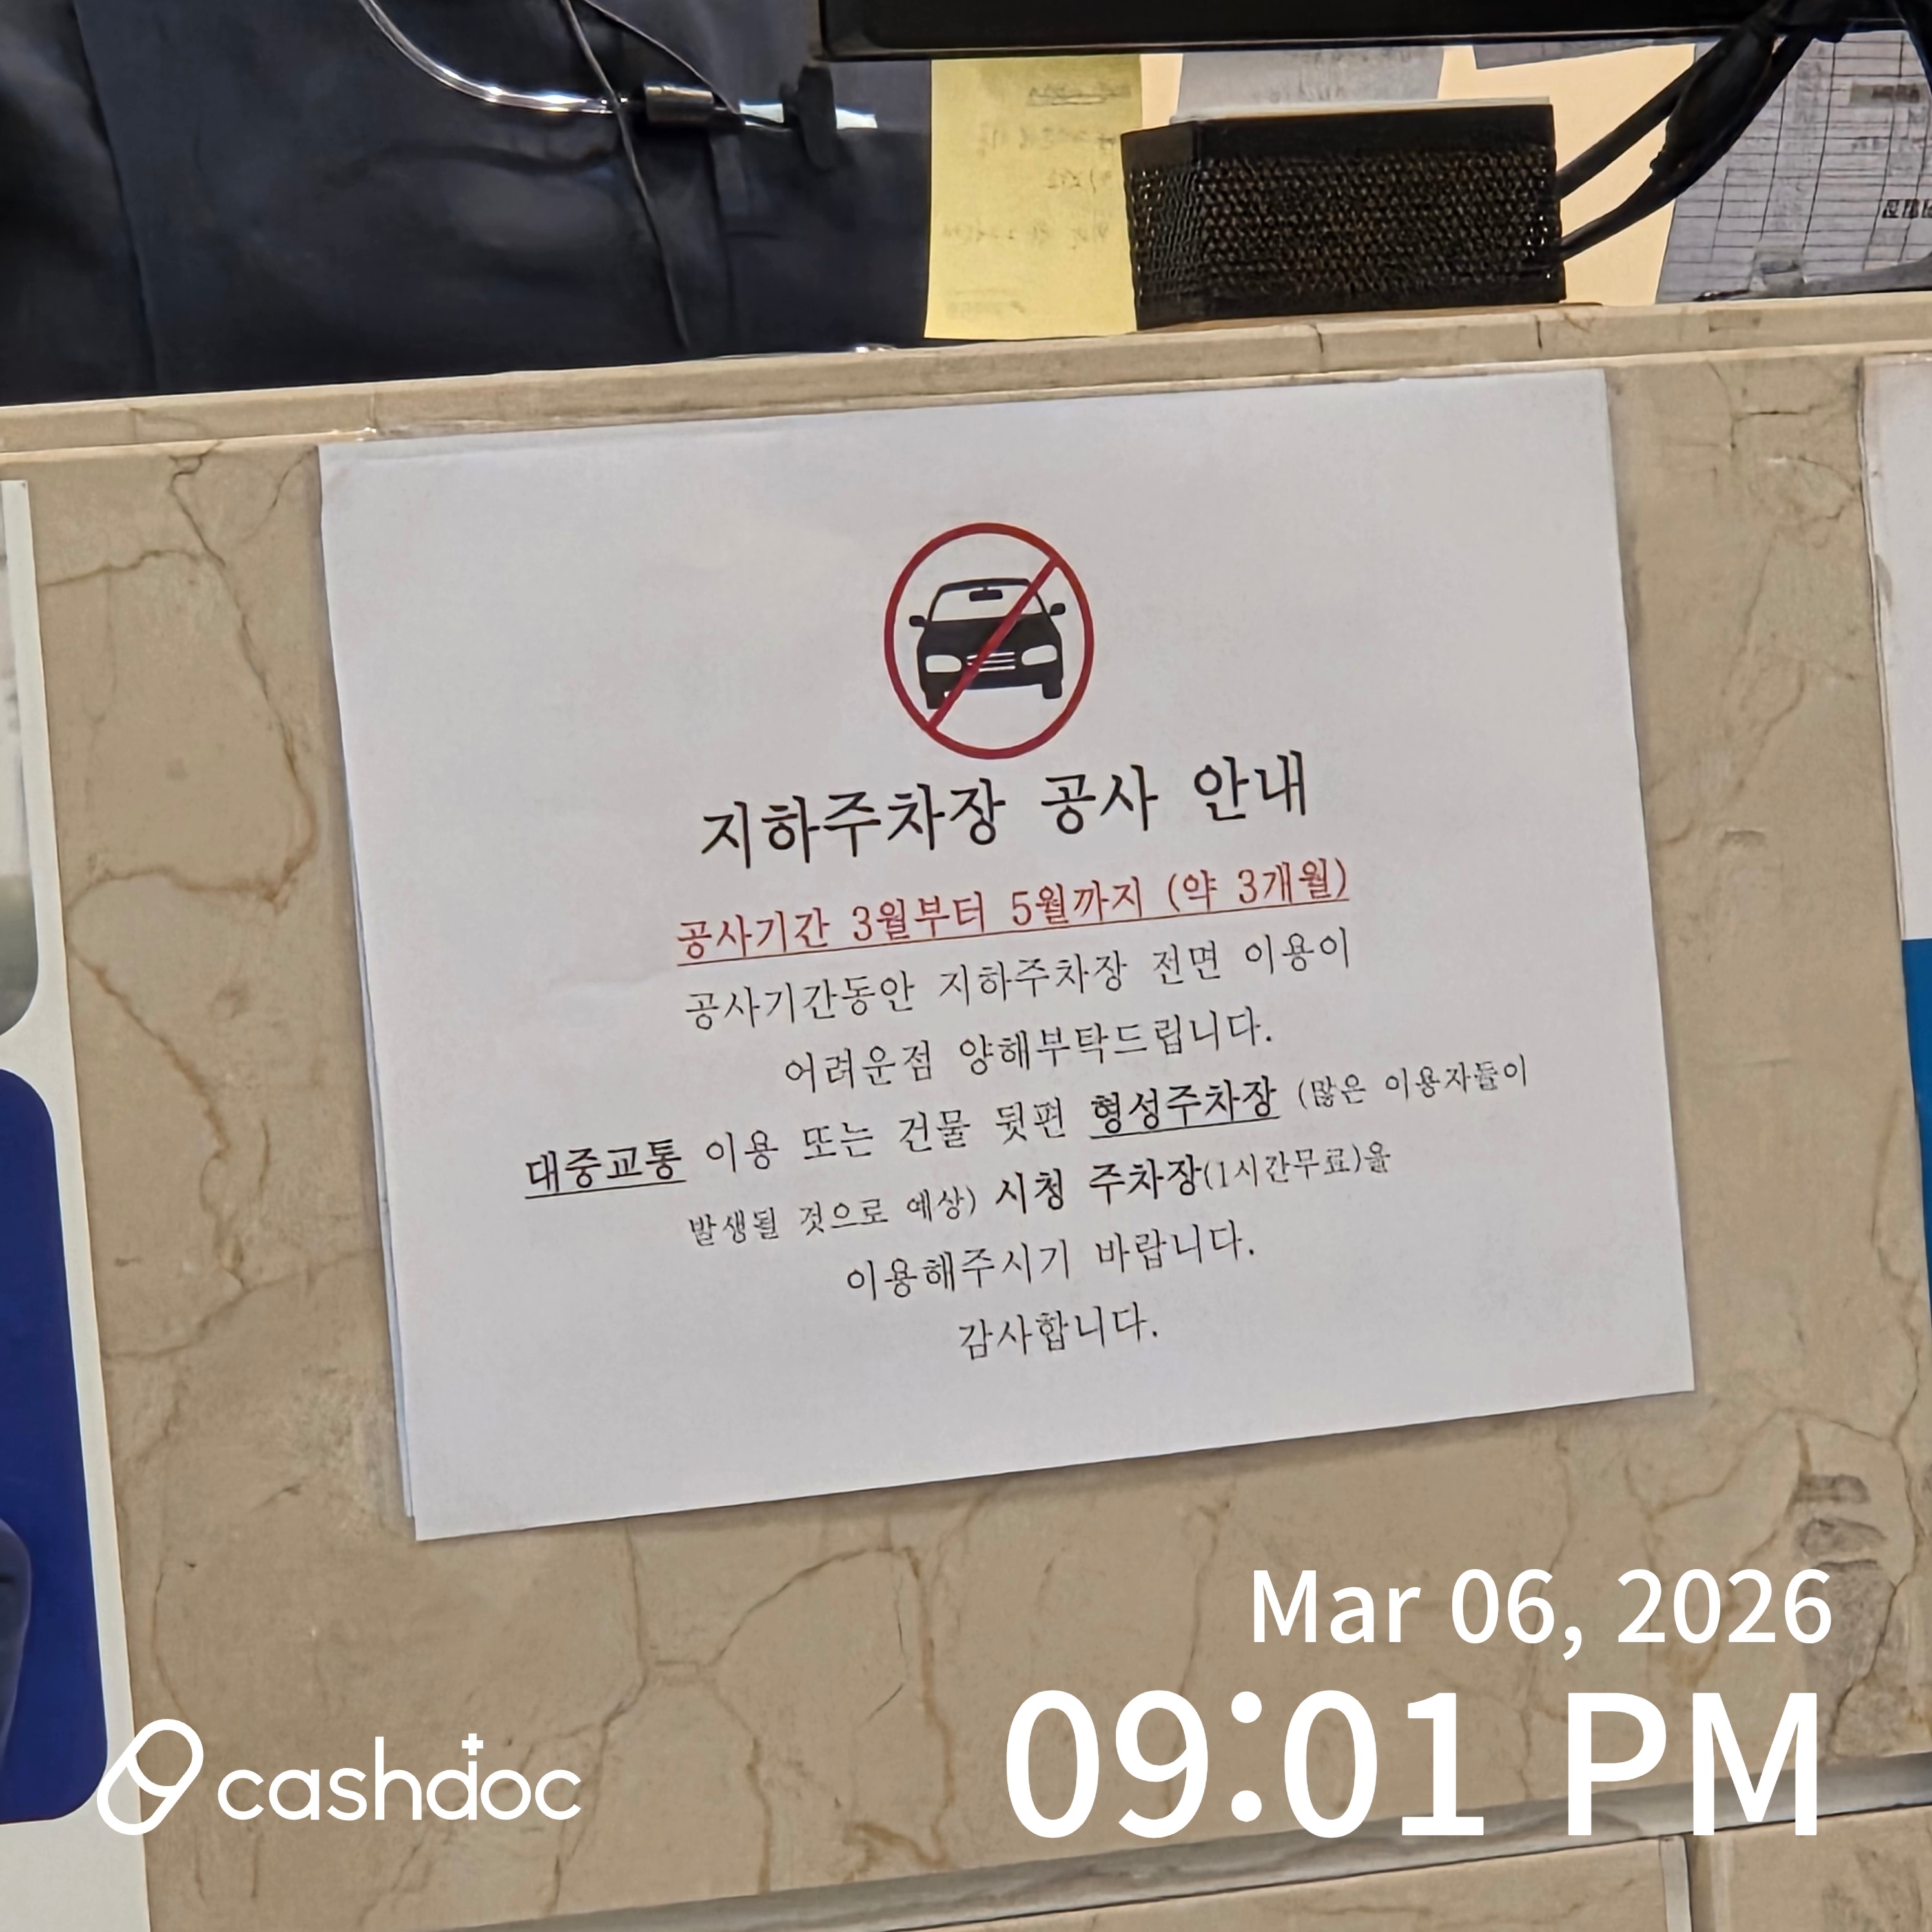 지하주차장 공사 안내
공사기간 3월부터 5월까지 (약 3개월)
공사기간동안 지하주차장 전면 이용이
어려운점 양해부탁드립니다.
대중교통 이용 또는 건물 뒷편 형성주차장 (많은 이용자들이
발생될 것으로 예상) 시청 주차장(1시간무료)을
이용해주시기 바랍니다.
감사합니다.
Mar 06, 2026
09:01 PM
cashdoc